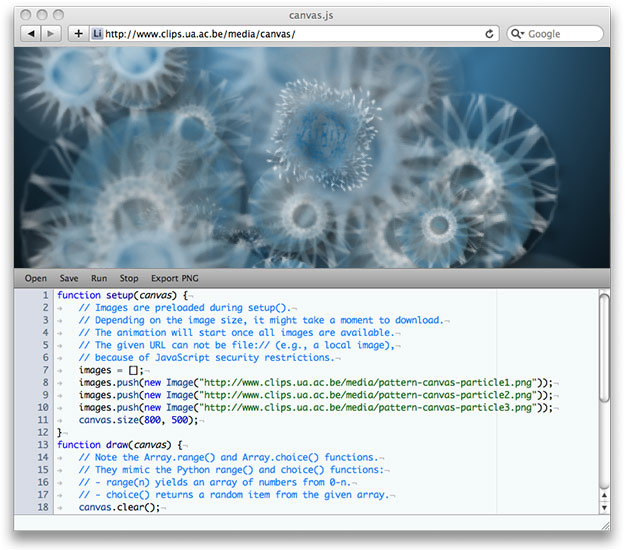 canvas.js
Li http://www.clips.ua.ac.be/media/canvas/ Google
Open Save Run Stop Export PNG
1 function setup(canvas) {
2 // Images are preloaded during setup().
3 // Depending on the image size, it might take a moment to download.
4 // The animation will start once all images are available.
5 // The given URL can not be file:// (e.g., a local image),
6 // because of JavaScript security restrictions.
7 images = [];
8 images.push(new Image("http://www.clips.ua.ac.be/media/pattern-canvas-particle1.png"));
9 images.push(new Image("http://www.clips.ua.ac.be/media/pattern-canvas-particle2.png"));
10 images.push(new Image("http://www.clips.ua.ac.be/media/pattern-canvas-particle3.png"));
11 canvas.size(800, 500);
12 }
13 function draw(canvas) {
14 // Note the Array.range() and Array.choice() functions.
15 // They mimic the Python range() and choice() functions:
16 // - range(n) yields an array of numbers from 0-n.
17 // - choice() returns a random item from the given array.
18 canvas.clear();